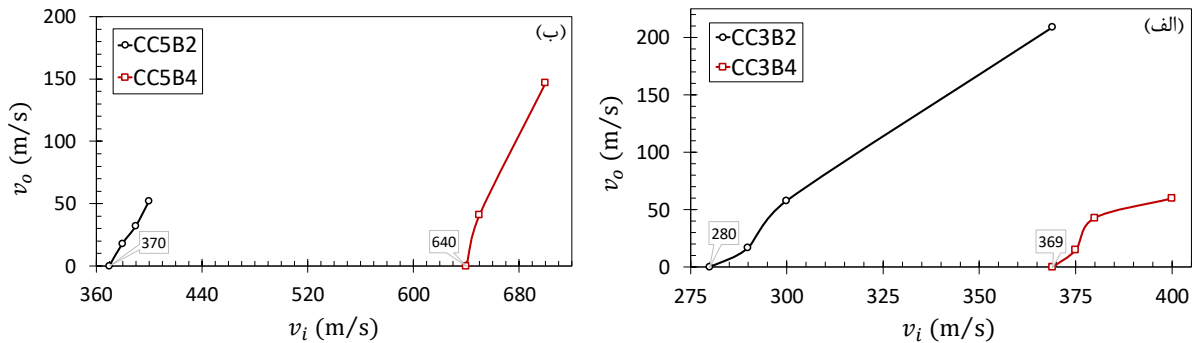 (ب)
CC5B2
CC5B4
200
150
100
50
0
v_o (m/s)
370
640
360
440
520
600
680
v_i (m/s)
(الف)
CC3B2
CC3B4
200
150
100
50
0
v_o (m/s)
280
369
275
300
325
350
375
400
v_i (m/s)